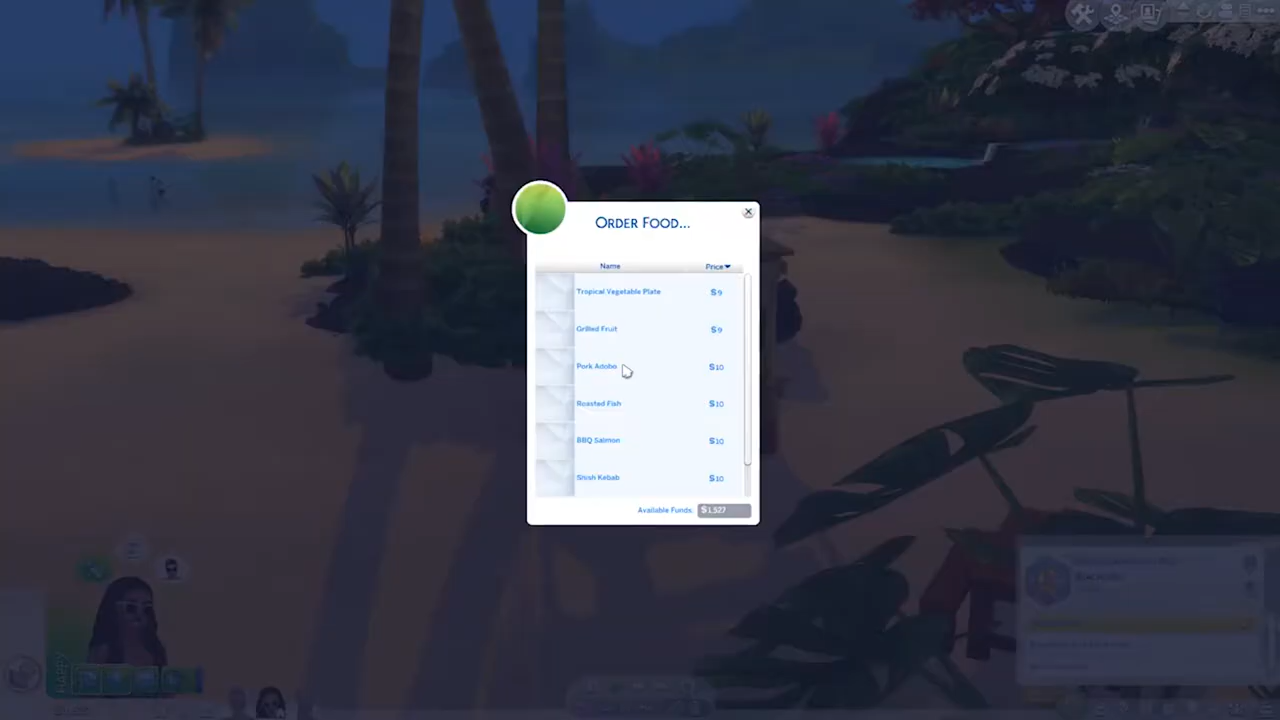 ORDER FOOD...
Name Price
Tropical Vegetable Plate §9
Grilled Fruit §9
Pork Adobo §10
Roasted Fish §10
BBQ Salmon §10
Shish Kebab §10
Available Funds: §1,527
HAPPY